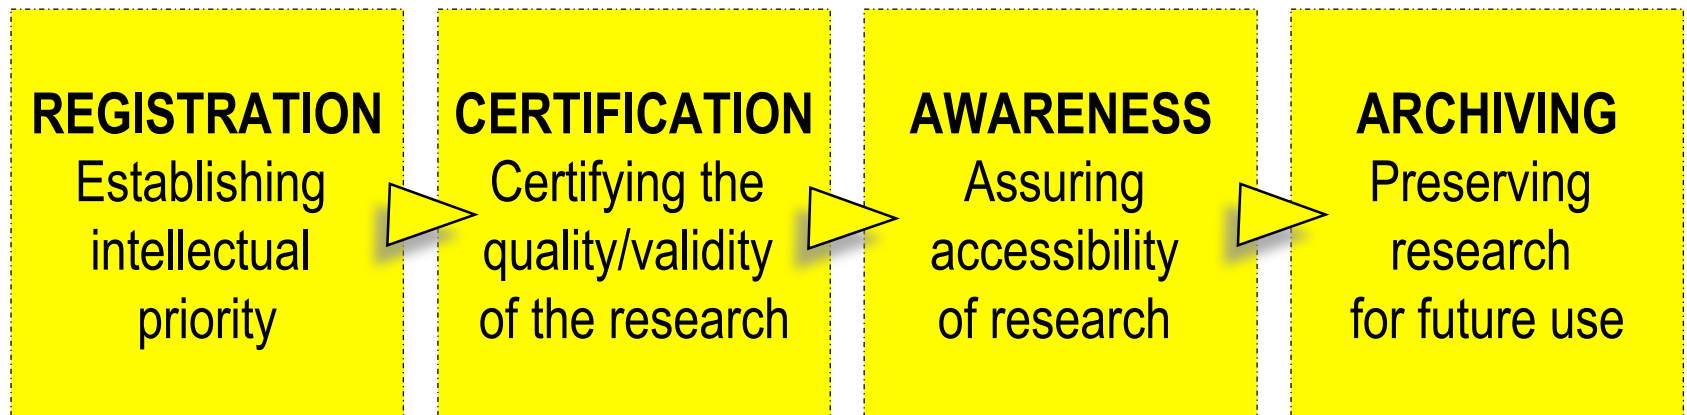 REGISTRATION
Establishing
intellectual
priority
CERTIFICATION
Certifying the
quality/validity
of the research
AWARENESS
Assuring
accessibility
of research
ARCHIVING
Preserving
research
for future use